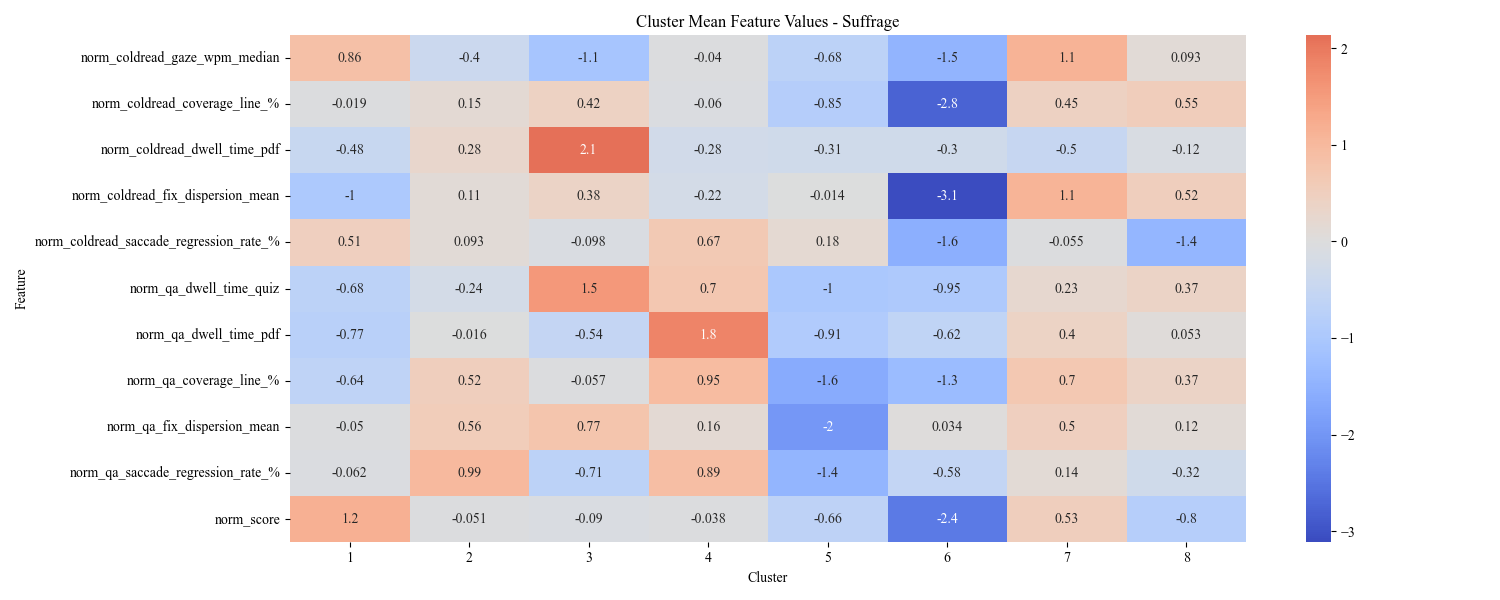 Cluster Mean Feature Values - Suffrage
norm_coldread_gaze_wpm_median 0.86 -0.4 -1.1 -0.04 -0.68 -1.5 1.1 0.093
norm_coldread_coverage_line_% -0.019 0.15 0.42 -0.06 -0.85 -2.8 0.45 0.55
norm_coldread_dwell_time_pdf -0.48 0.28 2.1 -0.28 -0.31 -0.3 -0.5 -0.12
norm_coldread_fix_dispersion_mean -1 0.11 0.38 -0.22 -0.014 -3.1 1.1 0.52
norm_coldread_saccade_regression_rate_% 0.51 0.093 -0.098 0.67 0.18 -1.6 -0.055 -1.4
norm_qa_dwell_time_quiz -0.68 -0.24 1.5 0.7 -1 -0.95 0.23 0.37
norm_qa_dwell_time_pdf -0.77 -0.016 -0.54 1.8 -0.91 -0.62 0.4 0.053
norm_qa_coverage_line_% -0.64 0.52 -0.057 0.95 -1.6 -1.3 0.7 0.37
norm_qa_fix_dispersion_mean -0.05 0.56 0.77 0.16 -2 0.034 0.5 0.12
norm_qa_saccade_regression_rate_% -0.062 0.99 -0.71 0.89 -1.4 -0.58 0.14 -0.32
norm_score 1.2 -0.051 -0.09 -0.038 -0.66 -2.4 0.53 -0.8
1 2 3 4 5 6 7 8
Cluster
Feature
2
1
0
−1
−2
−3